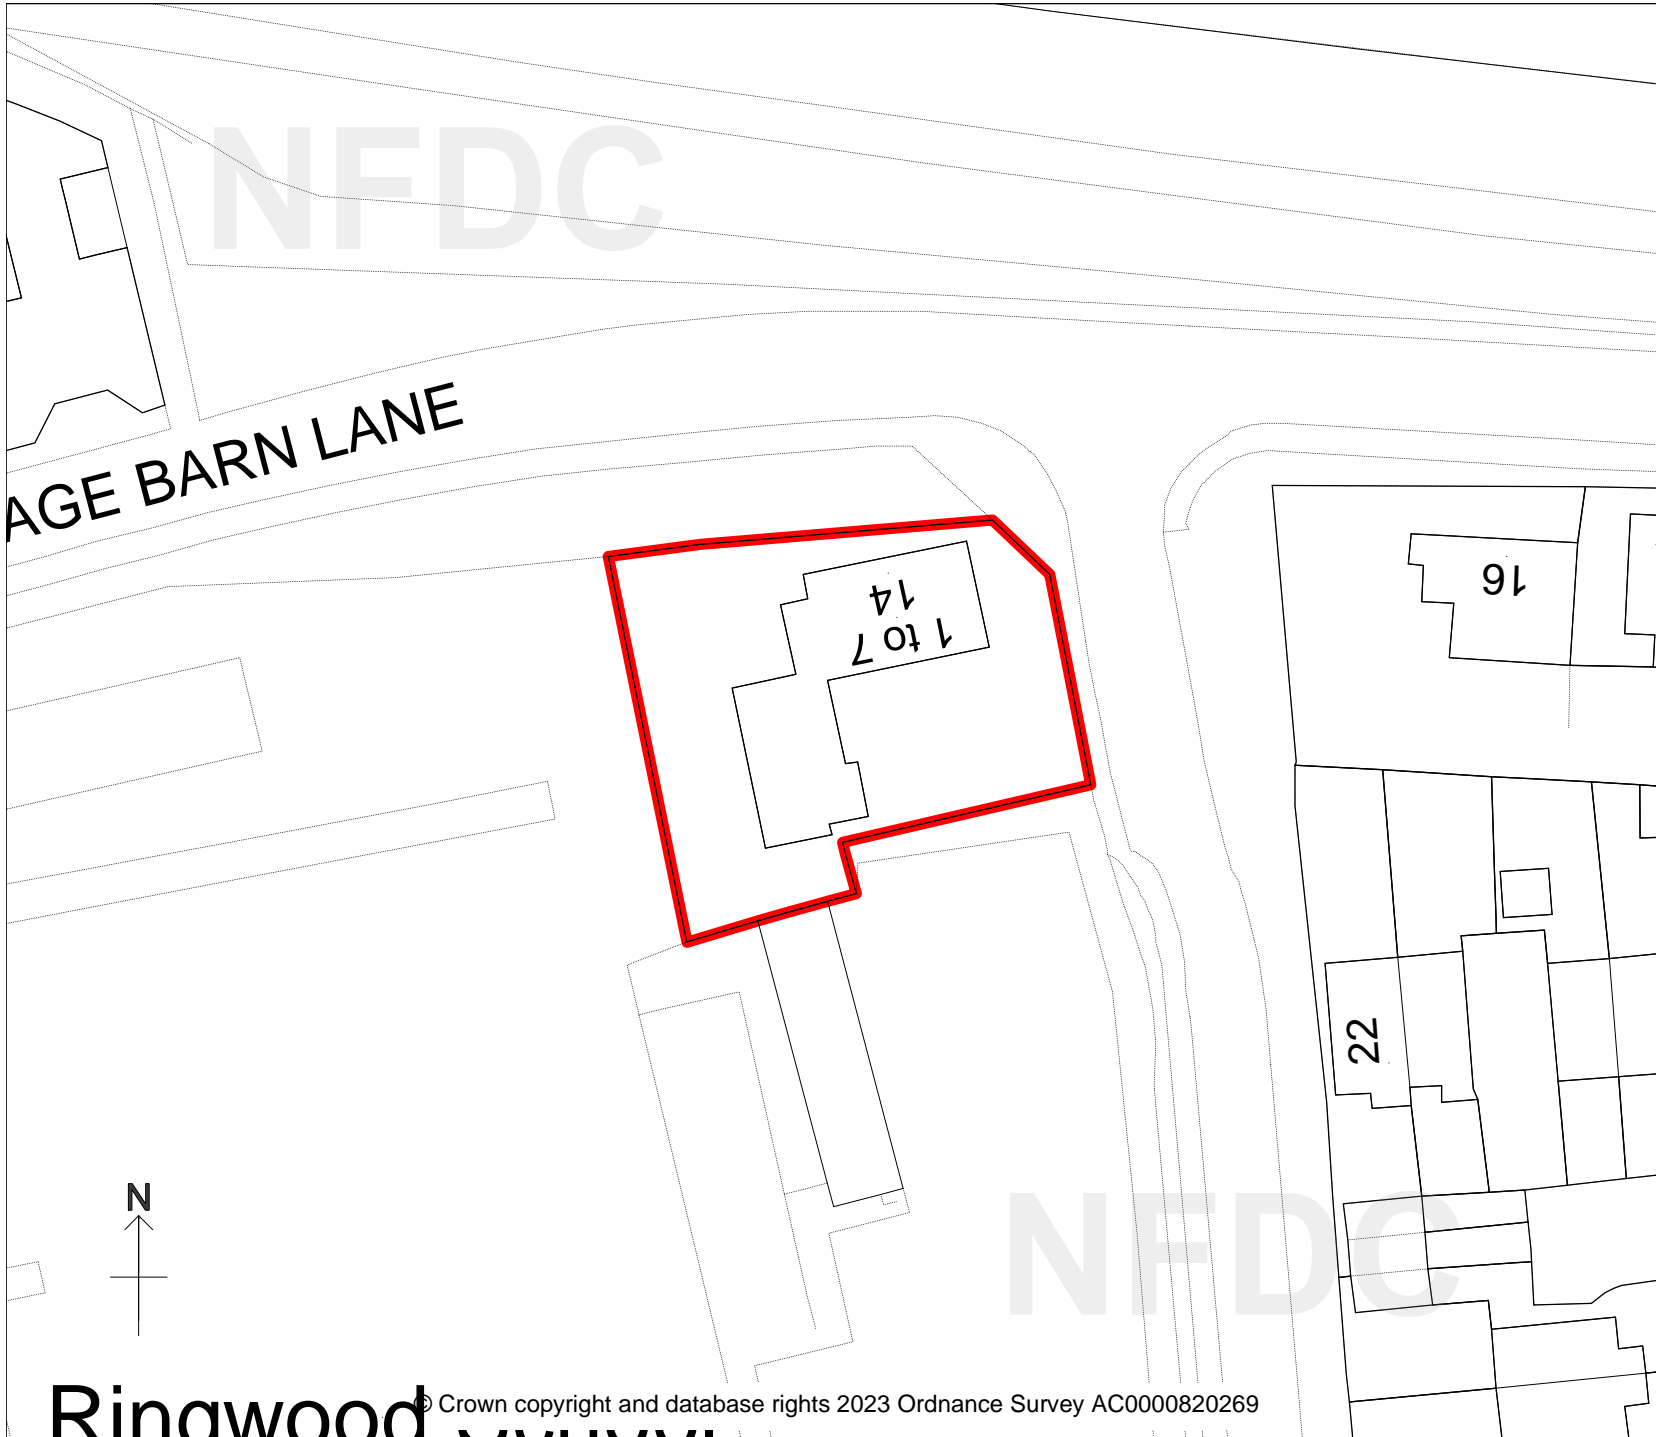 NFDC
AGE BARN LANE
14
1 to 7
16
22
N
NFDC
Ringwood
© Crown copyright and database rights 2023 Ordnance Survey AC0000820269